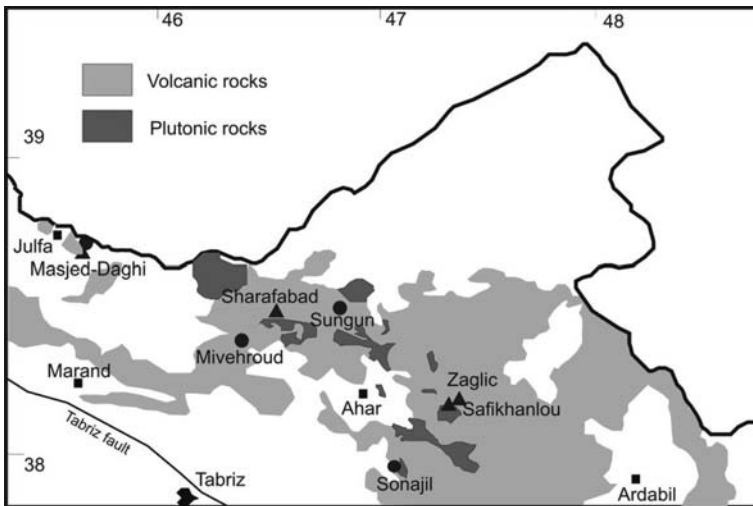 46 47 48
Volcanic rocks
Plutonic rocks
39
Julfa
Masjed-Daghi
Sharafabad
Sungun
Mivehroud
Marand
Zaglic
Ahar
Safikhanlou
Tabriz fault
38
Tabriz
Sonajil
Ardabil